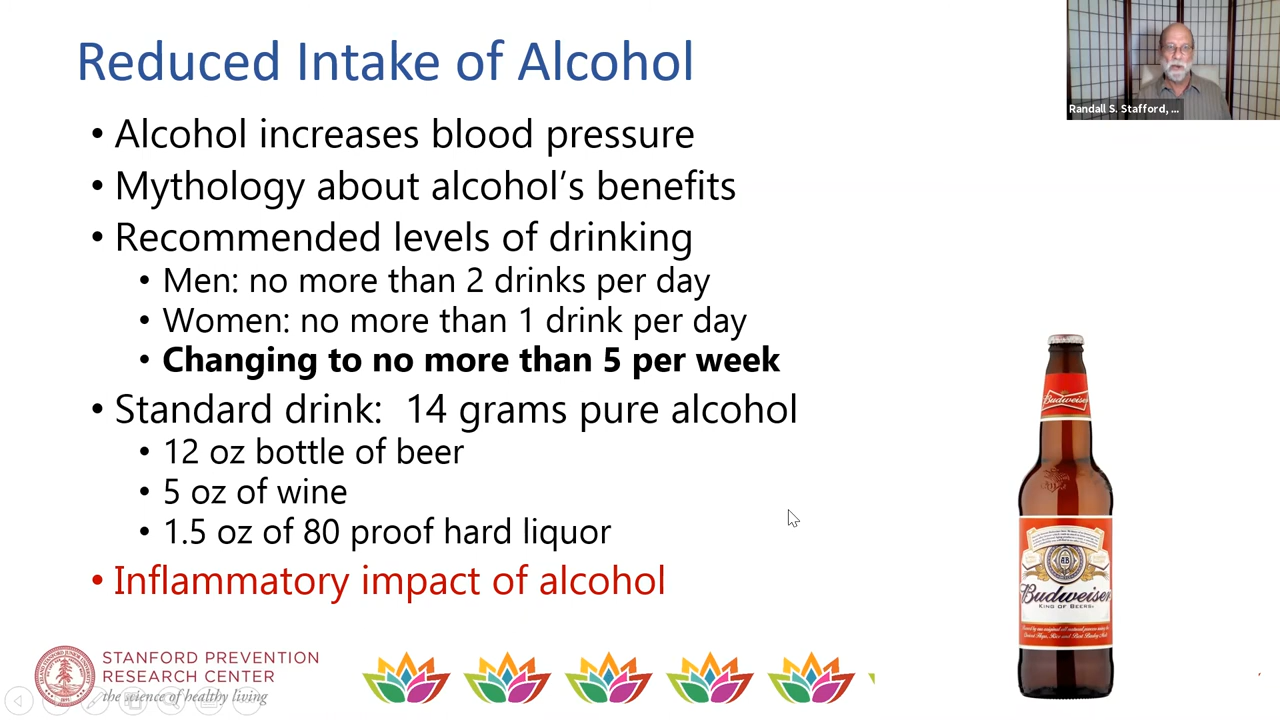 Reduced Intake of Alcohol
Randall S. Stafford, ...
• Alcohol increases blood pressure
• Mythology about alcohol’s benefits
• Recommended levels of drinking
• Men: no more than 2 drinks per day
• Women: no more than 1 drink per day
• Changing to no more than 5 per week
• Standard drink:  14 grams pure alcohol
• 12 oz bottle of beer
• 5 oz of wine
• 1.5 oz of 80 proof hard liquor
• Inflammatory impact of alcohol
Budweiser
Budweiser
KING OF BEERS
STANFORD PREVENTION
RESEARCH CENTER
the science of healthy living